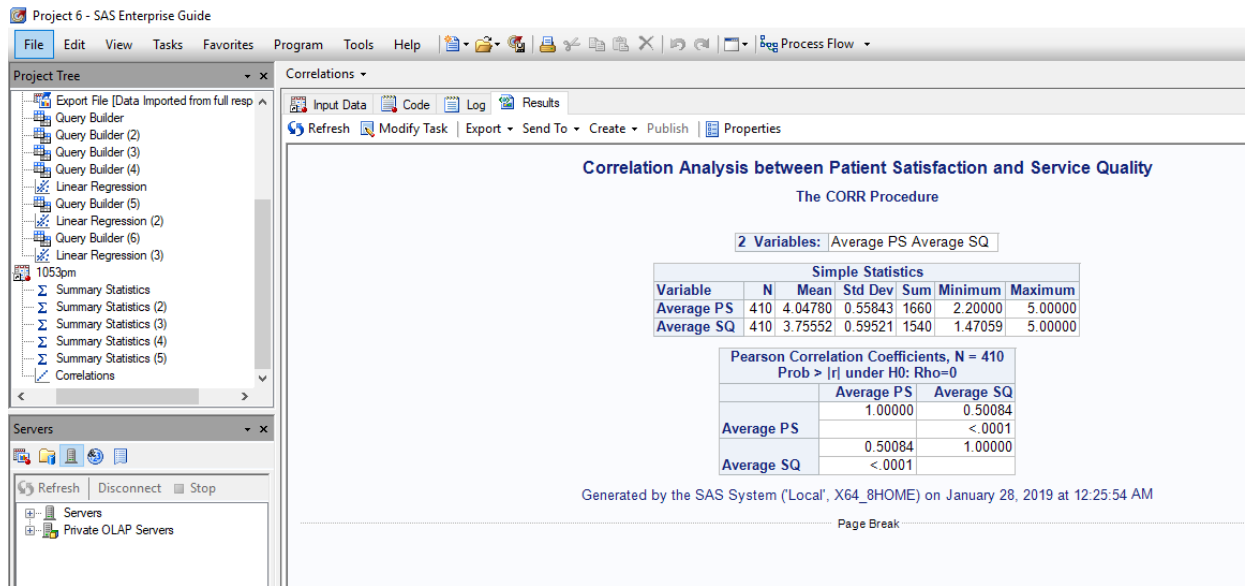 Project 6 - SAS Enterprise Guide
File Edit View Tasks Favorites Program Tools Help Process Flow
Project Tree
Export File [Data Imported from full resp
Query Builder
Query Builder (2)
Query Builder (3)
Query Builder (4)
Linear Regression
Query Builder (5)
Linear Regression (2)
Query Builder (6)
Linear Regression (3)
1053pm
Summary Statistics
Summary Statistics (2)
Summary Statistics (3)
Summary Statistics (4)
Summary Statistics (5)
Correlations
Servers
Refresh Disconnect Stop
Servers
Private OLAP Servers
Correlations
Input Data Code Log Results
Refresh Modify Task Export Send To Create Publish Properties
Correlation Analysis between Patient Satisfaction and Service Quality
The CORR Procedure
2 Variables: Average PS Average SQ
Simple Statistics
Variable N Mean Std Dev Sum Minimum Maximum
Average PS 410 4.04780 0.55843 1660 2.20000 5.00000
Average SQ 410 3.75552 0.59521 1540 1.47059 5.00000
Pearson Correlation Coefficients, N = 410
Prob > |r| under H0: Rho=0
Average PS Average SQ
1.00000 0.50084
Average PS <.0001
0.50084 1.00000
Average SQ <.0001
Generated by the SAS System ('Local', X64_8HOME) on January 28, 2019 at 12:25:54 AM
Page Break